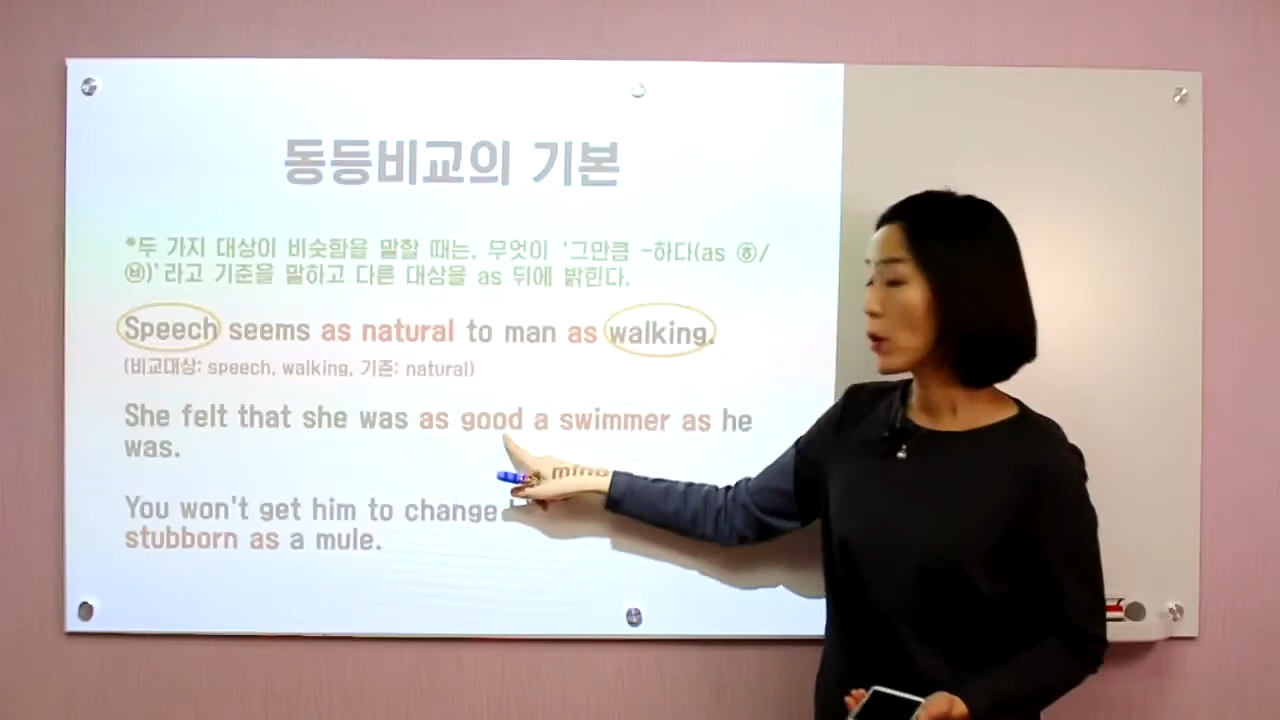 동등비교의 기본
*두 가지 대상이 비슷함을 말할 때는, 무엇이 '그만큼 -하다(as ㉻/
㉥)'라고 기준을 말하고 다른 대상을 as 뒤에 밝힌다.
Speech seems as natural to man as walking.
(비교대상: speech, walking, 기준: natural)
She felt that she was as good a swimmer as he
was.
You won't get him to change
stubborn as a mule.